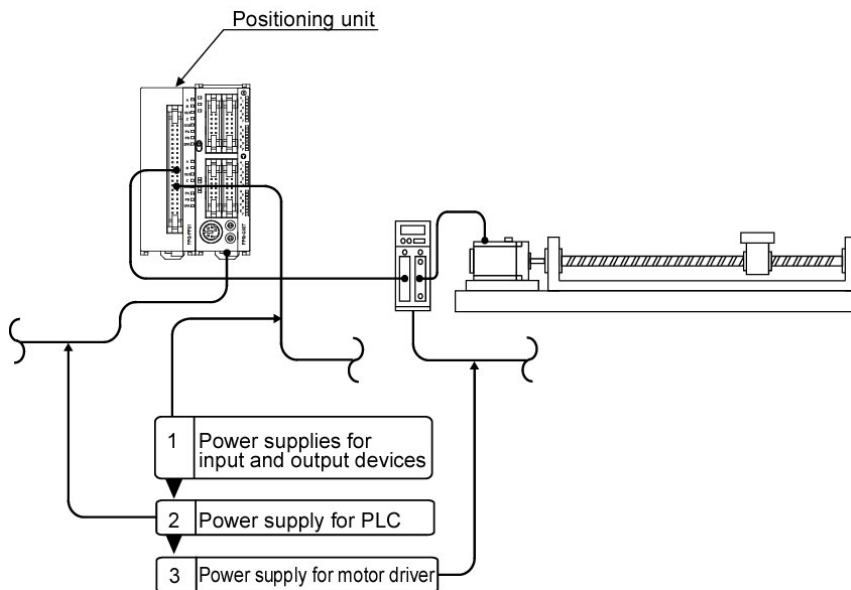 Positioning unit
1 Power supplies for
input and output devices
2 Power supply for PLC
3 Power supply for motor driver